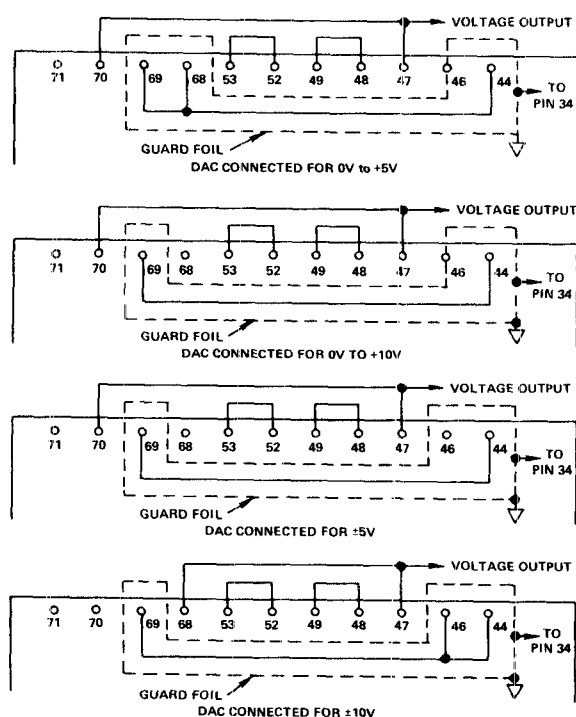 VOLTAGE OUTPUT
71 70 69 68 53 52 49 48 47 46 44
TO
PIN 34
GUARD FOIL
DAC CONNECTED FOR 0V to +5V
VOLTAGE OUTPUT
71 70 69 68 53 52 49 48 47 46 44
TO
PIN 34
GUARD FOIL
DAC CONNECTED FOR 0V TO +10V
VOLTAGE OUTPUT
71 70 69 68 53 52 49 48 47 46 44
TO
PIN 34
GUARD FOIL
DAC CONNECTED FOR ±5V
VOLTAGE OUTPUT
71 70 69 68 53 52 49 48 47 46 44
TO
PIN 34
GUARD FOIL
DAC CONNECTED FOR ±10V